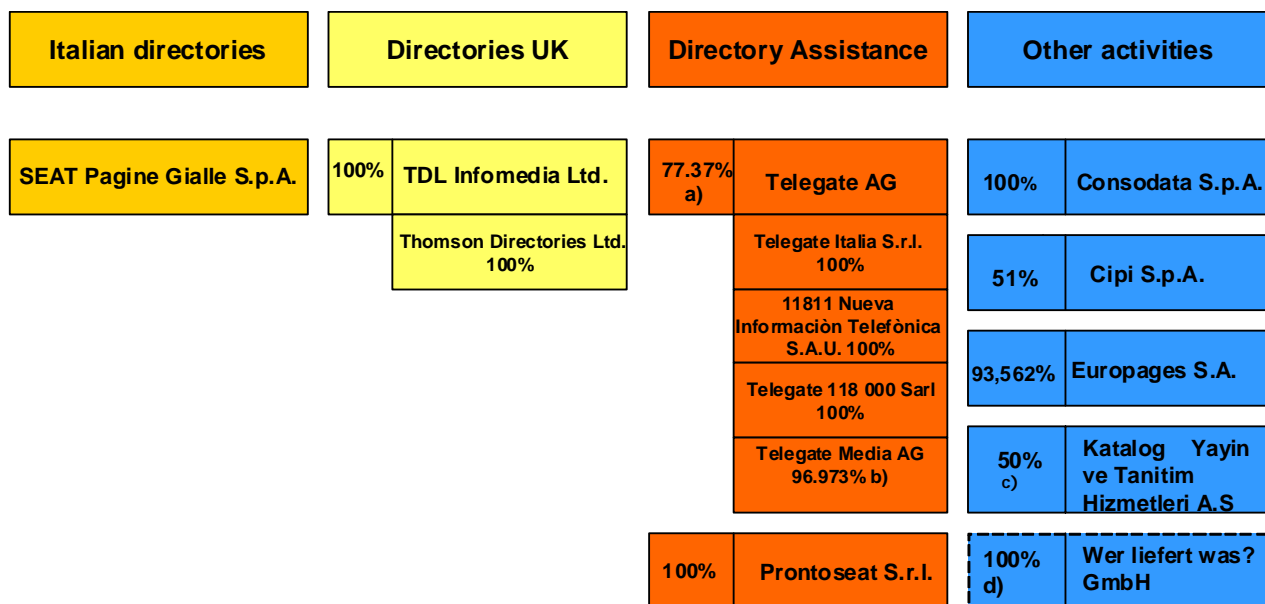 Italian directories
Directories UK
Directory Assistance
Other activities
SEAT Pagine Gialle S.p.A.
100%
TDL Infomedia Ltd.
Thomson Directories Ltd.
100%
77.37%
a)
Telegate AG
Telegate Italia S.r.l.
100%
11811 Nueva
Informaciòn Telefònica
S.A.U. 100%
Telegate 118 000 Sarl
100%
Telegate Media AG
96.973% b)
100%
Prontoseat S.r.l.
100%
Consodata S.p.A.
51%
Cipi S.p.A.
93,562%
Europages S.A.
50%
c)
Katalog Yayin
ve Tanitim
Hizmetleri A.S
100%
d)
Wer liefert was?
GmbH